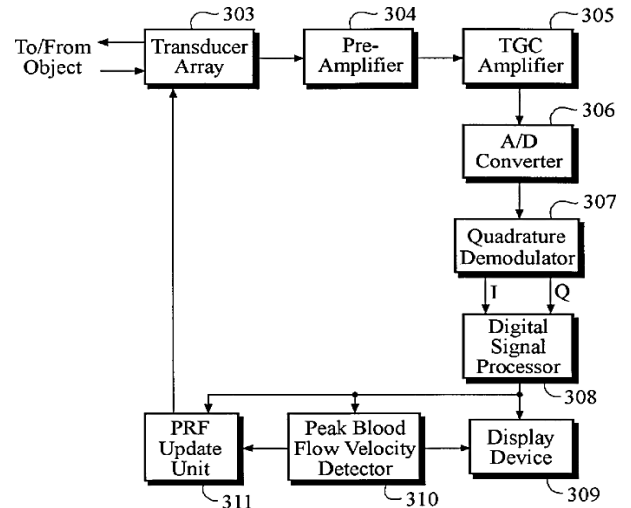 303
304
305
To/From
Object
Transducer
Array
Pre-
Amplifier
TGC
Amplifier
306
A/D
Converter
307
Quadrature
Demodulator
I
Q
Digital
Signal
Processor
308
PRF
Update
Unit
Peak Blood
Flow Velocity
Detector
Display
Device
311
310
309